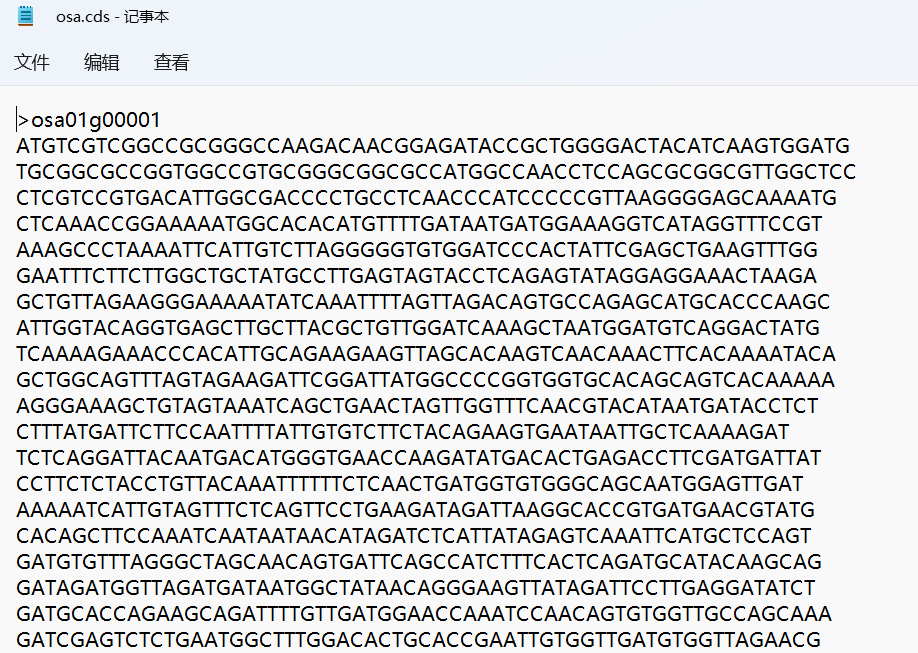 osa.cds - 记事本
文件 编辑 查看
>osa01g00001
ATGTCGTCGGCCGCGGGCCAAGACAACGGAGATACCGCTGGGGACTACATCAAGTGGATG
TGCGGCGCCGGTGGCCGTGCGGGCGGCGCCATGGCCAACCTCCAGCGCGGCGTTGGCTCC
CTCGTCCGTGACATTGGCGACCCCTGCCTCAACCCATCCCCCGTTAAGGGGAGCAAAATG
CTCAAACCGGAAAAATGGCACACATGTTTTGATAATGATGGAAAGGTCATAGGTTTCCGT
AAAGCCCTAAAATTCATTGTCTTAGGGGGTGTGGATCCCACTATTCGAGCTGAAGTTTGG
GAATTTCTTCTTGGCTGCTATGCCTTGAGTAGTACCTCAGAGTATAGGAGGAAACTAAGA
GCTGTTAGAAGGGAAAAATATCAAATTTTAGTTAGACAGTGCCAGAGCATGCACCCAAGC
ATTGGTACAGGTGAGCTTGCTTACGCTGTTGGATCAAAGCTAATGGATGTCAGGACTATG
TCAAAAGAAACCCACATTGCAGAAGAAGTTAGCACAAGTCAACAAACTTCACAAAATACA
GCTGGCAGTTTAGTAGAAGATTCGGATTATGGCCCCGGTGGTGCACAGCAGTCACAAAAA
AGGGAAAGCTGTAGTAAATCAGCTGAACTAGTTGGTTTCAACGTACATAATGATACCTCT
CTTTATGATTCTTCCAATTTTATTGTGTCTTCTACAGAAGTGAATAATTGCTCAAAAGAT
TCTCAGGATTACAATGACATGGGTGAACCAAGATATGACACTGAGACCTTCGATGATTAT
CCTTCTCTACCTGTTACAAATTTTTTCTCAACTGATGGTGTGGGCAGCAATGGAGTTGAT
AAAAATCATTGTAGTTTCTCAGTTCCTGAAGATAGATTAAGGCACCGTGATGAACGTATG
CACAGCTTCCAAATCAATAATAACATAGATCTCATTATAGAGTCAAATTCATGCTCCAGT
GATGTGTTTAGGGCTAGCAACAGTGATTCAGCCATCTTTCACTCAGATGCATACAAGCAG
GATAGATGGTTAGATGATAATGGCTATAACAGGGAAGTTATAGATTCCTTGAGGATATCT
GATGCACCAGAAGCAGATTTTGTTGATGGAACCAAATCCAACAGTGTGGTTGCCAGCAAA
GATCGAGTCTCTGAATGGCTTTGGACACTGCACCGAATTGTGGTTGATGTGGTTAGAACG